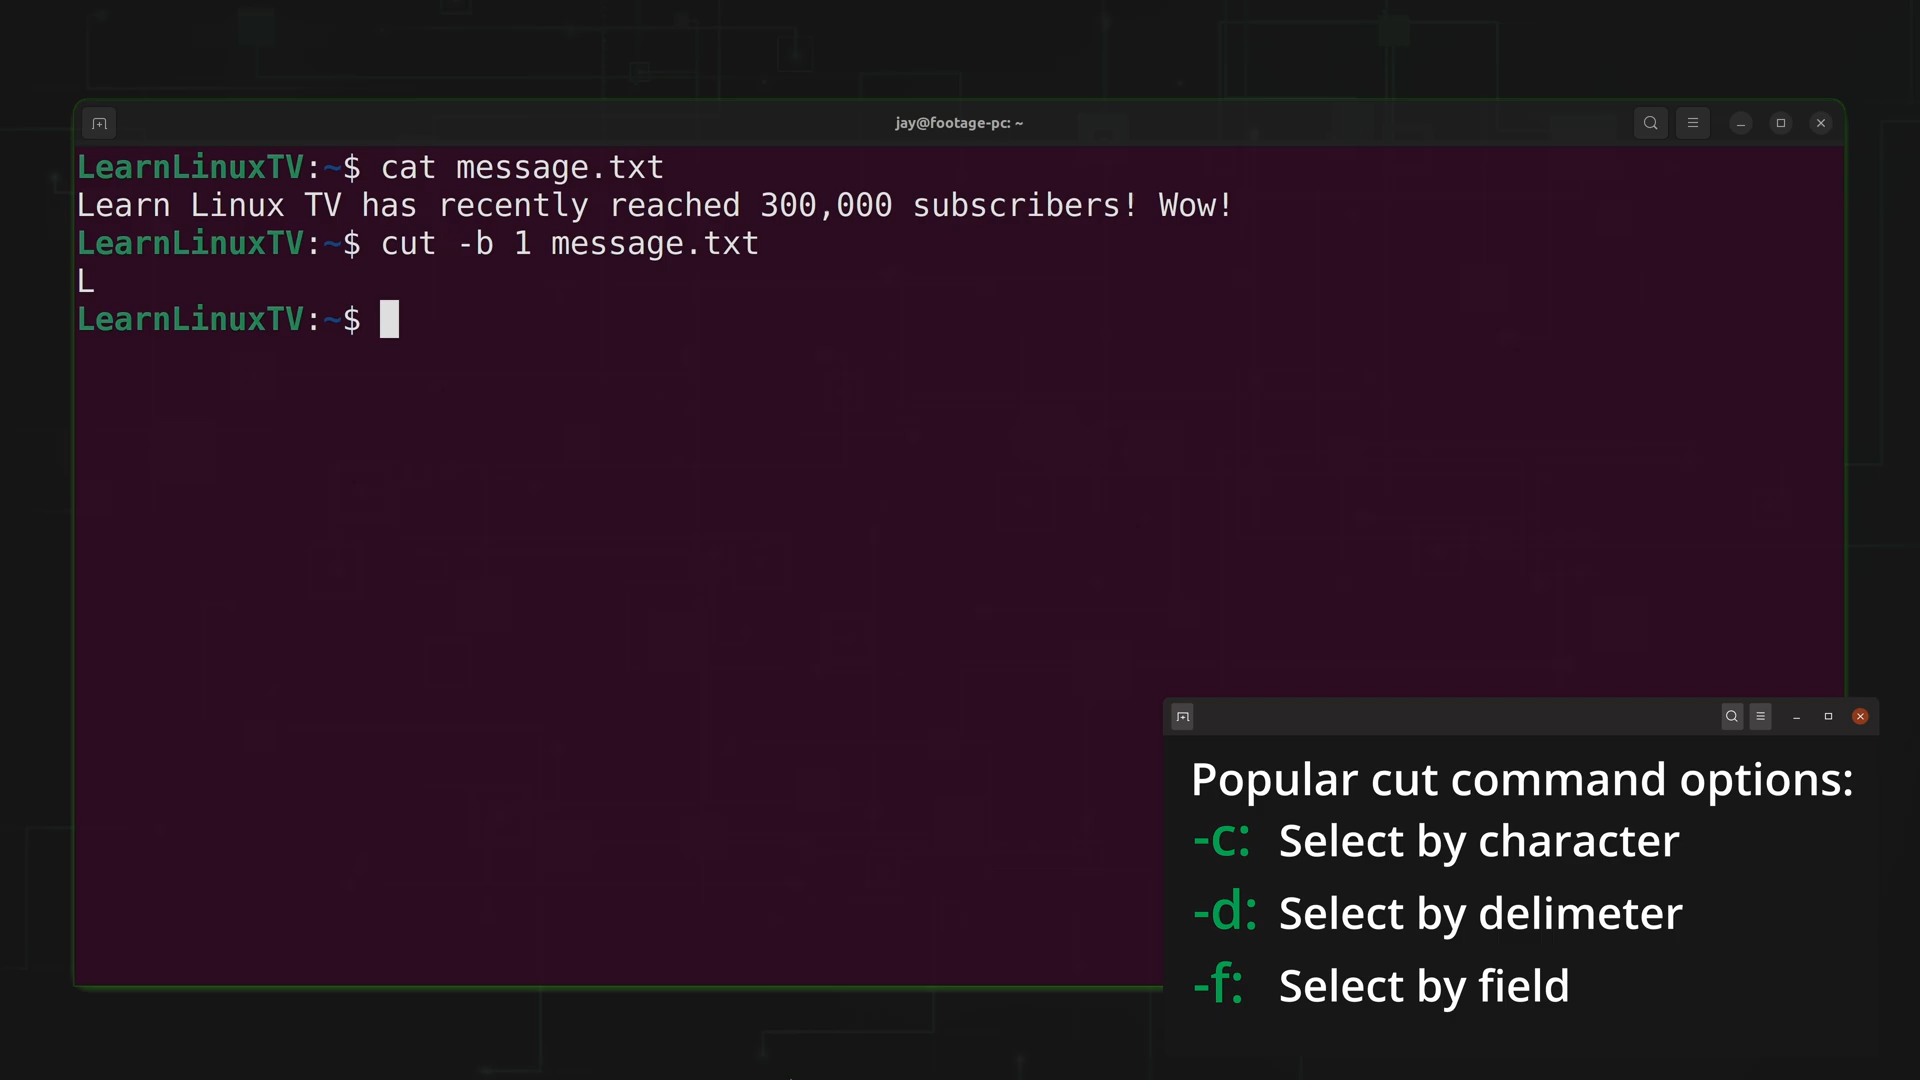 jay@footage-pc: ~
LearnLinuxTV:~$ cat message.txt
Learn Linux TV has recently reached 300,000 subscribers! Wow!
LearnLinuxTV:~$ cut -b 1 message.txt
L
LearnLinuxTV:~$
Popular cut command options:
-c: Select by character
-d: Select by delimeter
-f: Select by field